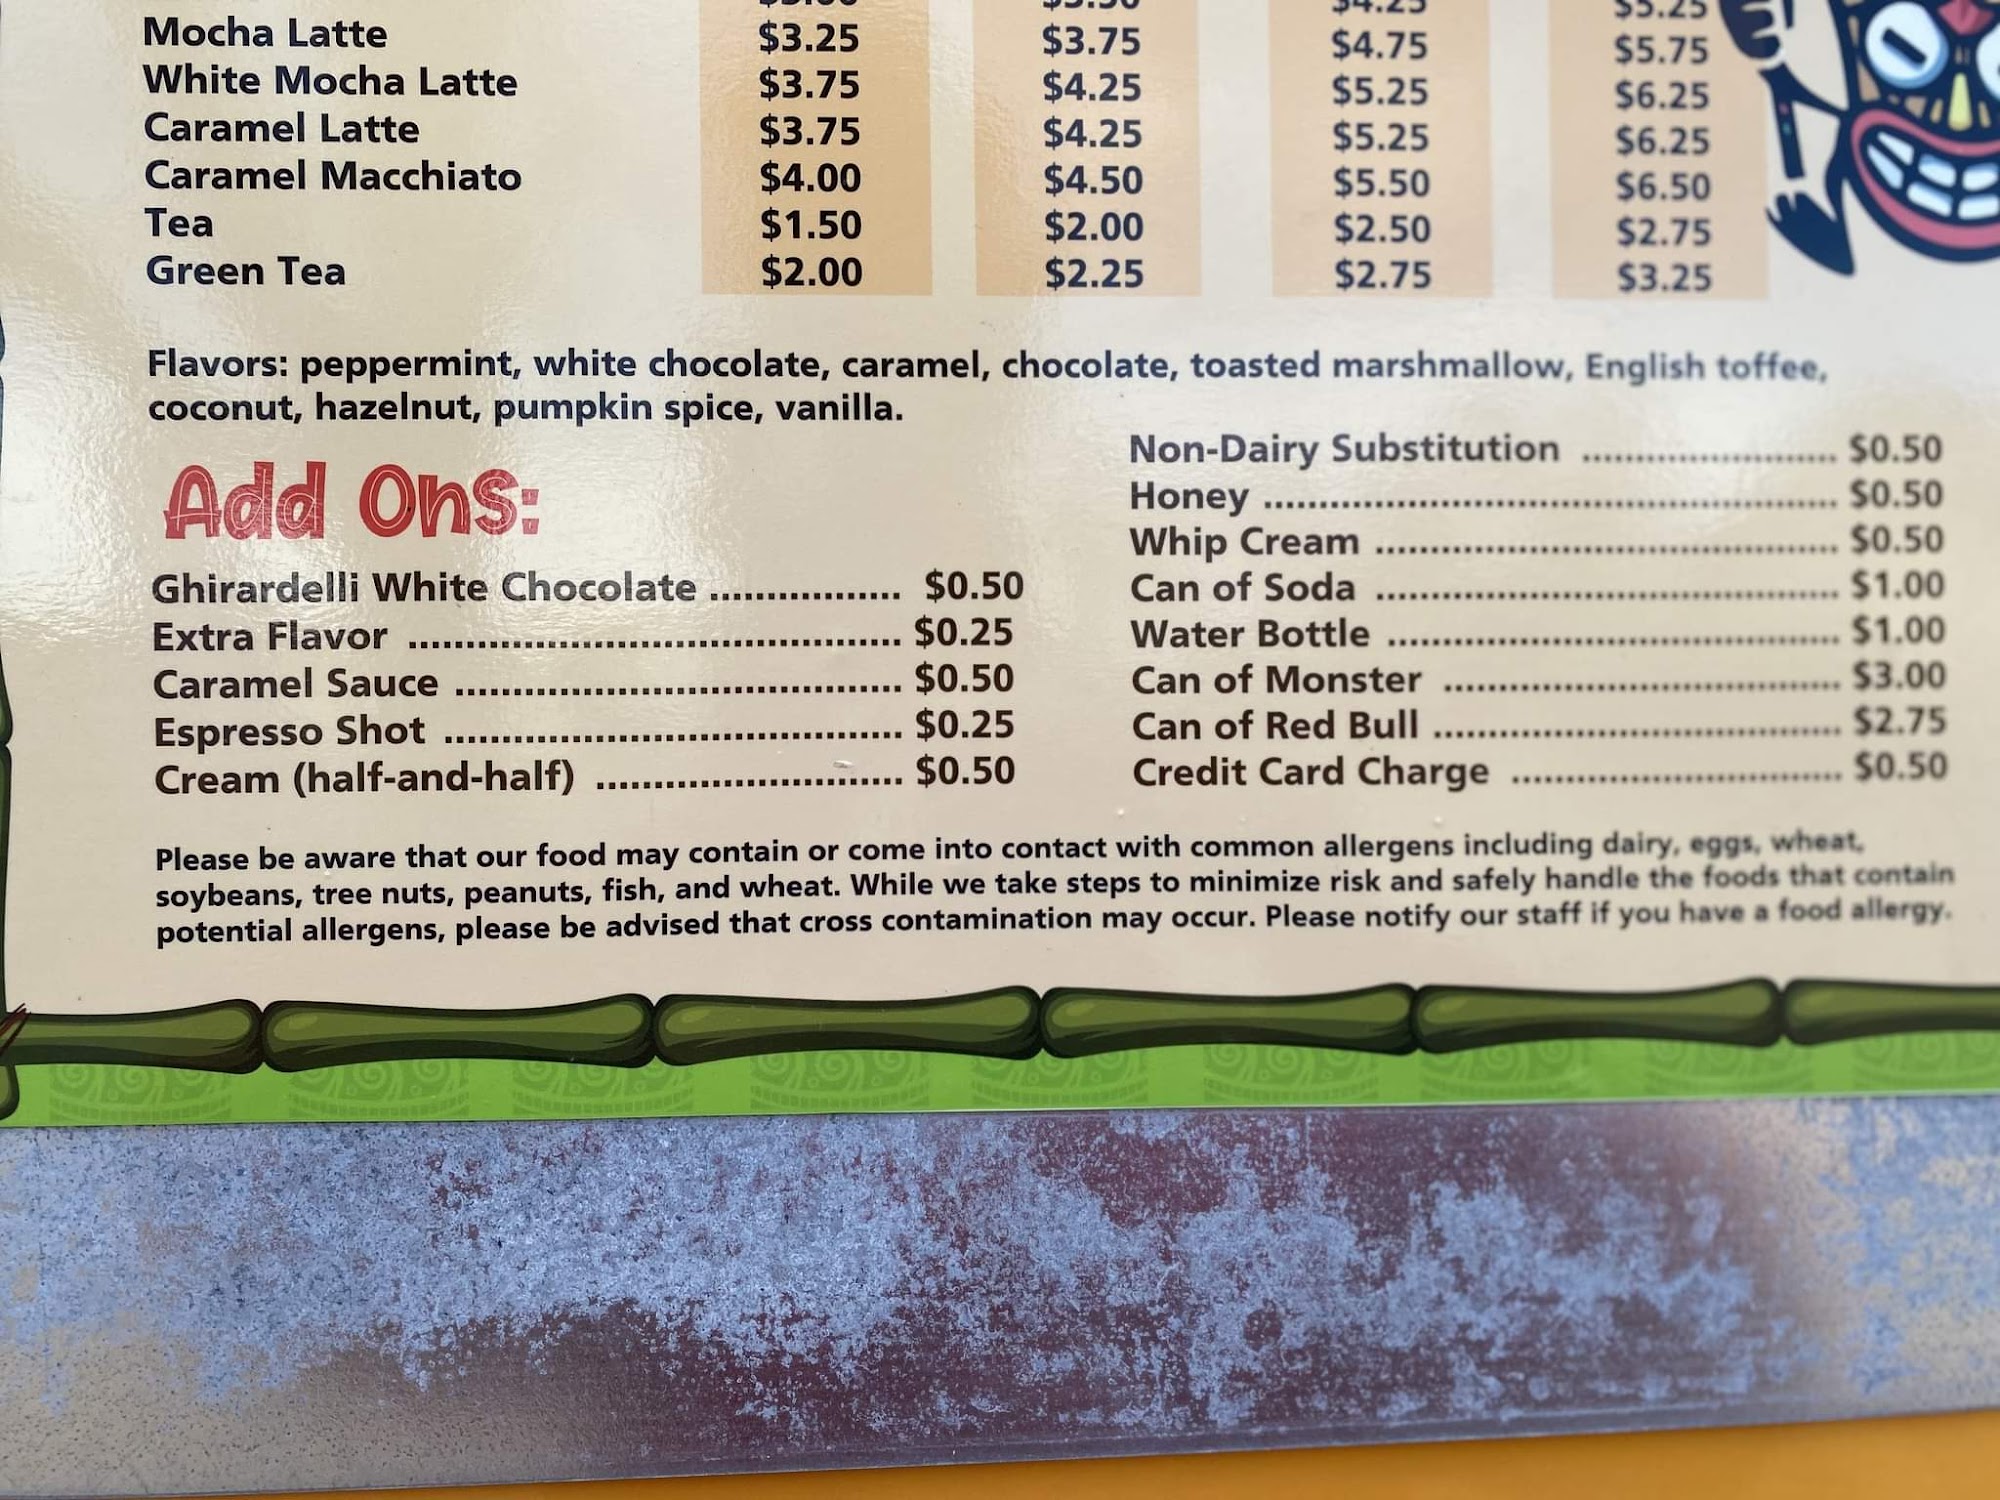 Mocha Latte $3.25 $3.75 $4.75 $5.75
White Mocha Latte $3.75 $4.25 $5.25 $6.25
Caramel Latte $3.75 $4.25 $5.25 $6.25
Caramel Macchiato $4.00 $4.50 $5.50 $6.50
Tea $1.50 $2.00 $2.50 $2.75
Green Tea $2.00 $2.25 $2.75 $3.25
Flavors: peppermint, white chocolate, caramel, chocolate, toasted marshmallow, English toffee,
coconut, hazelnut, pumpkin spice, vanilla.
Add Ons:
Ghirardelli White Chocolate ................. $0.50
Extra Flavor ............................................. $0.25
Caramel Sauce ......................................... $0.50
Espresso Shot .......................................... $0.25
Cream (half-and-half) ............................ $0.50
Non-Dairy Substitution ........................ $0.50
Honey ...................................................... $0.50
Whip Cream ........................................... $0.50
Can of Soda ........................................... $1.00
Water Bottle .......................................... $1.00
Can of Monster ..................................... $3.00
Can of Red Bull ...................................... $2.75
Credit Card Charge ............................... $0.50
Please be aware that our food may contain or come into contact with common allergens including dairy, eggs, wheat,
soybeans, tree nuts, peanuts, fish, and wheat. While we take steps to minimize risk and safely handle the foods that contain
potential allergens, please be advised that cross contamination may occur. Please notify our staff if you have a food allergy.